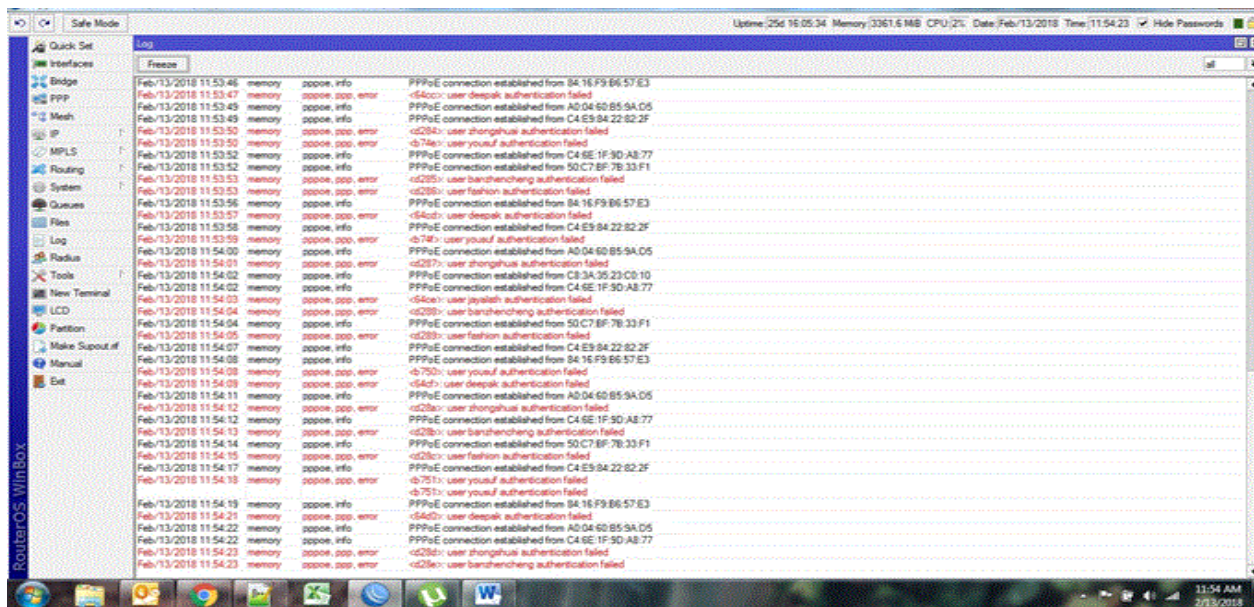 Safe Mode
Uptime: 25d 16:05:34 Memory: 3361.6 MiB CPU: 2% Date: Feb/13/2018 Time: 11:54:23 Hide Passwords
Quick Set
Interfaces
Bridge
PPP
Mesh
IP
MPLS
Routing
System
Queues
Files
Log
Radius
Tools
New Terminal
LCD
Partition
Make Supout.rif
Manual
Exit
RouterOS WinBox
Log
Freeze
all
Feb/13/2018 11:53:46 memory pppoe, info PPPoE connection established from 84:16:F9:B6:57:E3
Feb/13/2018 11:53:47 memory pppoe, ppp, error <64cc>: user deepak authentication failed
Feb/13/2018 11:53:49 memory pppoe, info PPPoE connection established from A0:04:60:B5:9A:D5
Feb/13/2018 11:53:49 memory pppoe, info PPPoE connection established from C4:E9:84:22:82:2F
Feb/13/2018 11:53:50 memory pppoe, ppp, error <d284>: user zhongshuai authentication failed
Feb/13/2018 11:53:50 memory pppoe, ppp, error <b74e>: user yousuf authentication failed
Feb/13/2018 11:53:52 memory pppoe, info PPPoE connection established from C4:6E:1F:9D:A8:77
Feb/13/2018 11:53:52 memory pppoe, info PPPoE connection established from 50:C7:BF:7B:33:F1
Feb/13/2018 11:53:53 memory pppoe, ppp, error <d285>: user banzhencheng authentication failed
Feb/13/2018 11:53:53 memory pppoe, ppp, error <d286>: user fashion authentication failed
Feb/13/2018 11:53:56 memory pppoe, info PPPoE connection established from 84:16:F9:B6:57:E3
Feb/13/2018 11:53:57 memory pppoe, ppp, error <64cd>: user deepak authentication failed
Feb/13/2018 11:53:58 memory pppoe, info PPPoE connection established from C4:E9:84:22:82:2F
Feb/13/2018 11:53:59 memory pppoe, ppp, error <b74f>: user yousuf authentication failed
Feb/13/2018 11:54:00 memory pppoe, info PPPoE connection established from A0:04:60:B5:9A:D5
Feb/13/2018 11:54:01 memory pppoe, ppp, error <d287>: user zhongshuai authentication failed
Feb/13/2018 11:54:02 memory pppoe, info PPPoE connection established from C8:3A:35:23:C0:10
Feb/13/2018 11:54:02 memory pppoe, info PPPoE connection established from C4:6E:1F:9D:A8:77
Feb/13/2018 11:54:03 memory pppoe, ppp, error <64ce>: user jayalath authentication failed
Feb/13/2018 11:54:04 memory pppoe, ppp, error <d288>: user banzhencheng authentication failed
Feb/13/2018 11:54:04 memory pppoe, info PPPoE connection established from 50:C7:BF:7B:33:F1
Feb/13/2018 11:54:05 memory pppoe, ppp, error <d289>: user fashion authentication failed
Feb/13/2018 11:54:07 memory pppoe, info PPPoE connection established from C4:E9:84:22:82:2F
Feb/13/2018 11:54:08 memory pppoe, info PPPoE connection established from 84:16:F9:B6:57:E3
Feb/13/2018 11:54:08 memory pppoe, ppp, error <b750>: user yousuf authentication failed
Feb/13/2018 11:54:09 memory pppoe, ppp, error <64cf>: user deepak authentication failed
Feb/13/2018 11:54:11 memory pppoe, info PPPoE connection established from A0:04:60:B5:9A:D5
Feb/13/2018 11:54:12 memory pppoe, ppp, error <d28a>: user zhongshuai authentication failed
Feb/13/2018 11:54:12 memory pppoe, info PPPoE connection established from C4:6E:1F:9D:A8:77
Feb/13/2018 11:54:13 memory pppoe, ppp, error <d28b>: user banzhencheng authentication failed
Feb/13/2018 11:54:14 memory pppoe, info PPPoE connection established from 50:C7:BF:7B:33:F1
Feb/13/2018 11:54:15 memory pppoe, ppp, error <d28c>: user fashion authentication failed
Feb/13/2018 11:54:17 memory pppoe, info PPPoE connection established from C4:E9:84:22:82:2F
Feb/13/2018 11:54:18 memory pppoe, ppp, error <b751>: user yousuf authentication failed
<b751>: user yousuf authentication failed
Feb/13/2018 11:54:19 memory pppoe, info PPPoE connection established from 84:16:F9:B6:57:E3
Feb/13/2018 11:54:21 memory pppoe, ppp, error <64d0>: user deepak authentication failed
Feb/13/2018 11:54:22 memory pppoe, info PPPoE connection established from A0:04:60:B5:9A:D5
Feb/13/2018 11:54:22 memory pppoe, info PPPoE connection established from C4:6E:1F:9D:A8:77
Feb/13/2018 11:54:23 memory pppoe, ppp, error <d28d>: user zhongshuai authentication failed
Feb/13/2018 11:54:23 memory pppoe, ppp, error <d28e>: user banzhencheng authentication failed
11:54 AM
2/13/2018